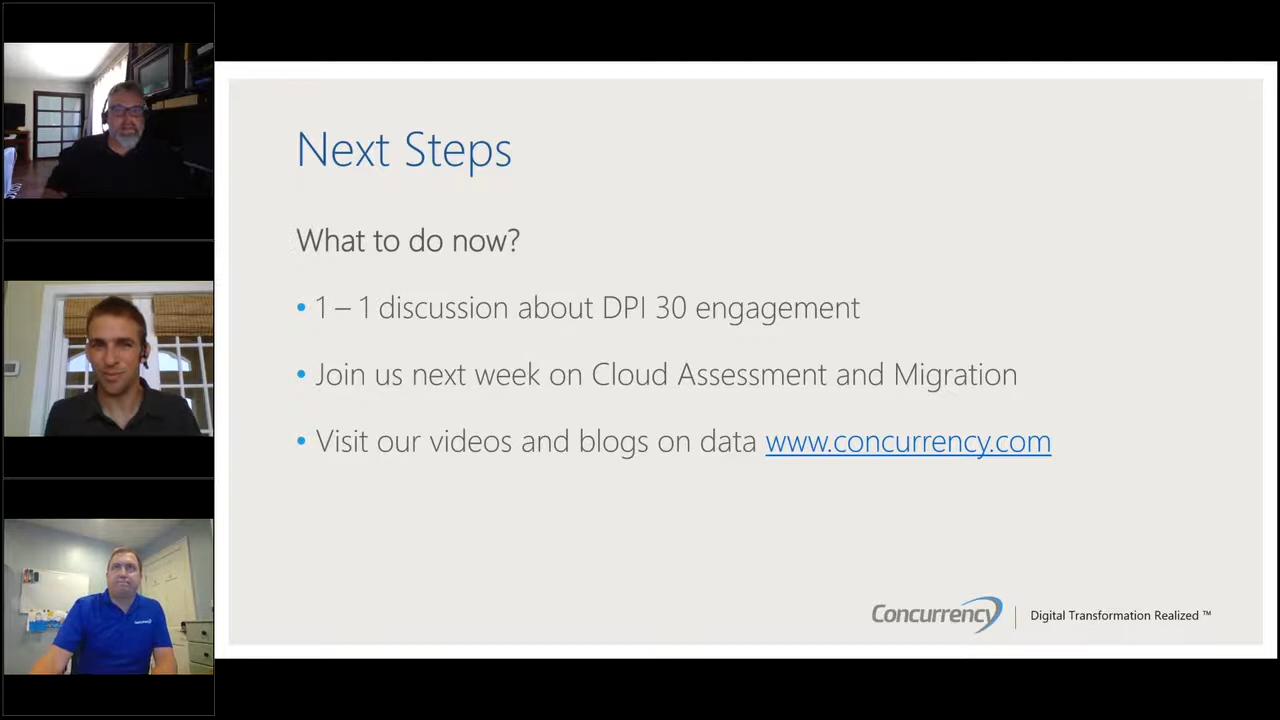 Next Steps
What to do now?
• 1 – 1 discussion about DPI 30 engagement
• Join us next week on Cloud Assessment and Migration
• Visit our videos and blogs on data www.concurrency.com
Concurrency
Digital Transformation Realized ™